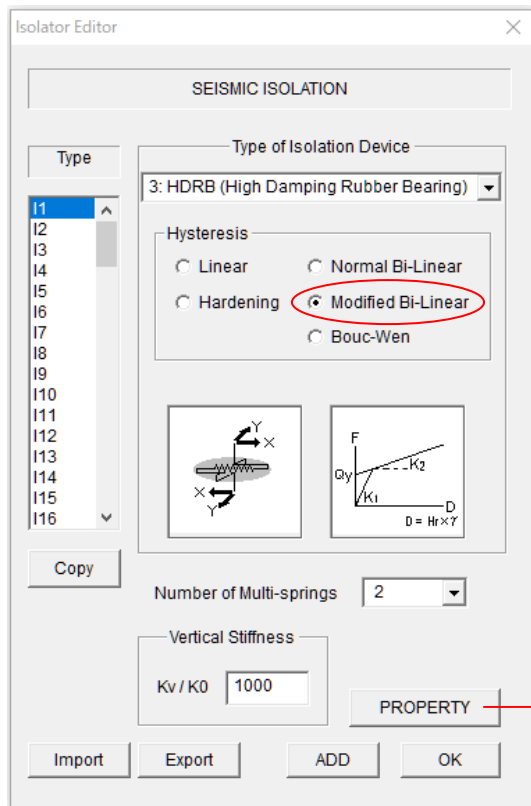 Isolator Editor
SEISMIC ISOLATION
Type
I1
I2
I3
I4
I5
I6
I7
I8
I9
I10
I11
I12
I13
I14
I15
I16
Copy
Type of Isolation Device
3: HDRB (High Damping Rubber Bearing)
Hysteresis
Linear
Normal Bi-Linear
Hardening
Modified Bi-Linear
Bouc-Wen
Y
X
X
Y
F
Qy
K2
K1
D
D = Hr×γ
Number of Multi-springs
2
Vertical Stiffness
Kv / K0
1000
PROPERTY
Import
Export
ADD
OK